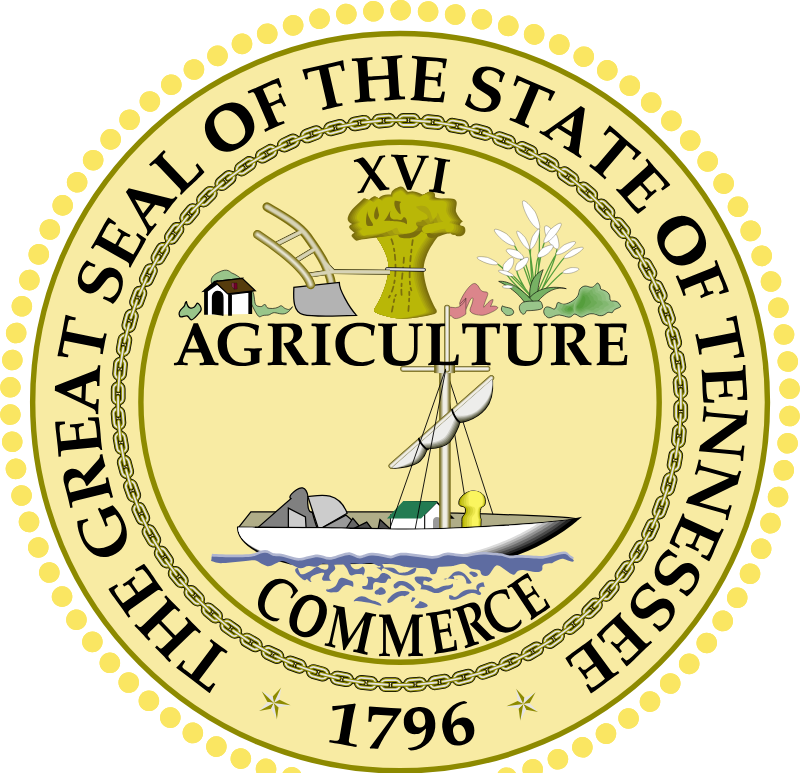 THE GREAT SEAL OF THE STATE OF TENNESSEE
XVI
AGRICULTURE
COMMERCE
1796